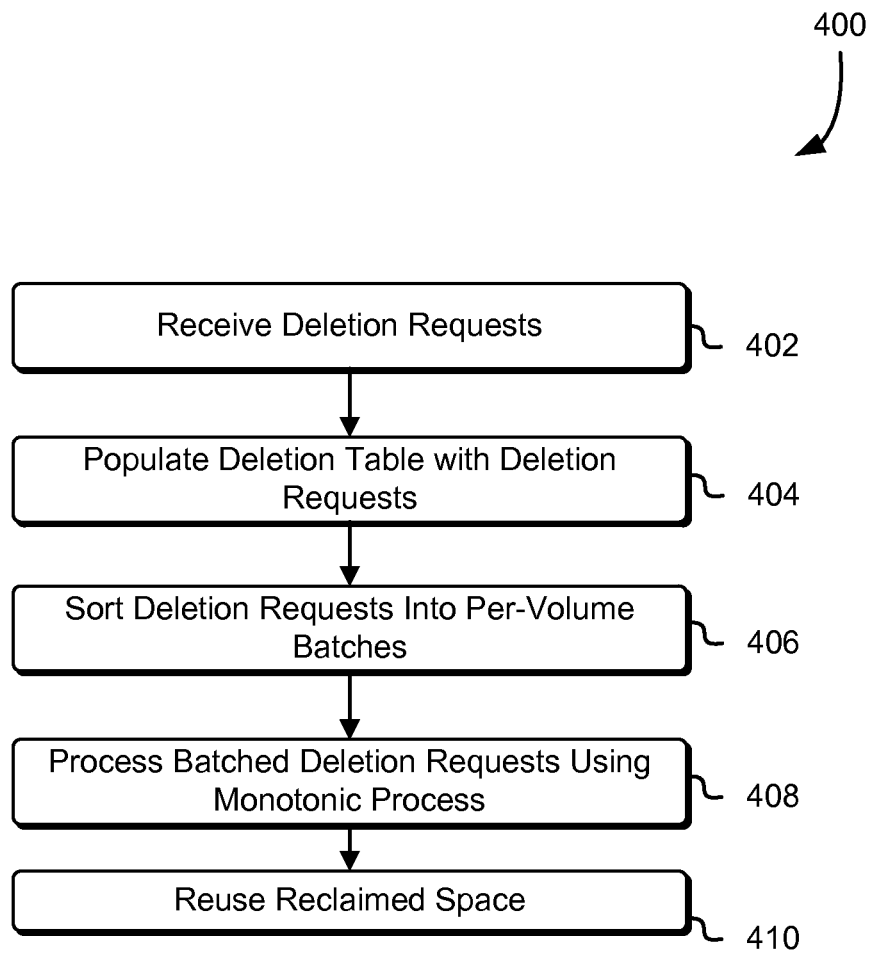 400
Receive Deletion Requests
402
Populate Deletion Table with Deletion
Requests
404
Sort Deletion Requests Into Per-Volume
Batches
406
Process Batched Deletion Requests Using
Monotonic Process
408
Reuse Reclaimed Space
410